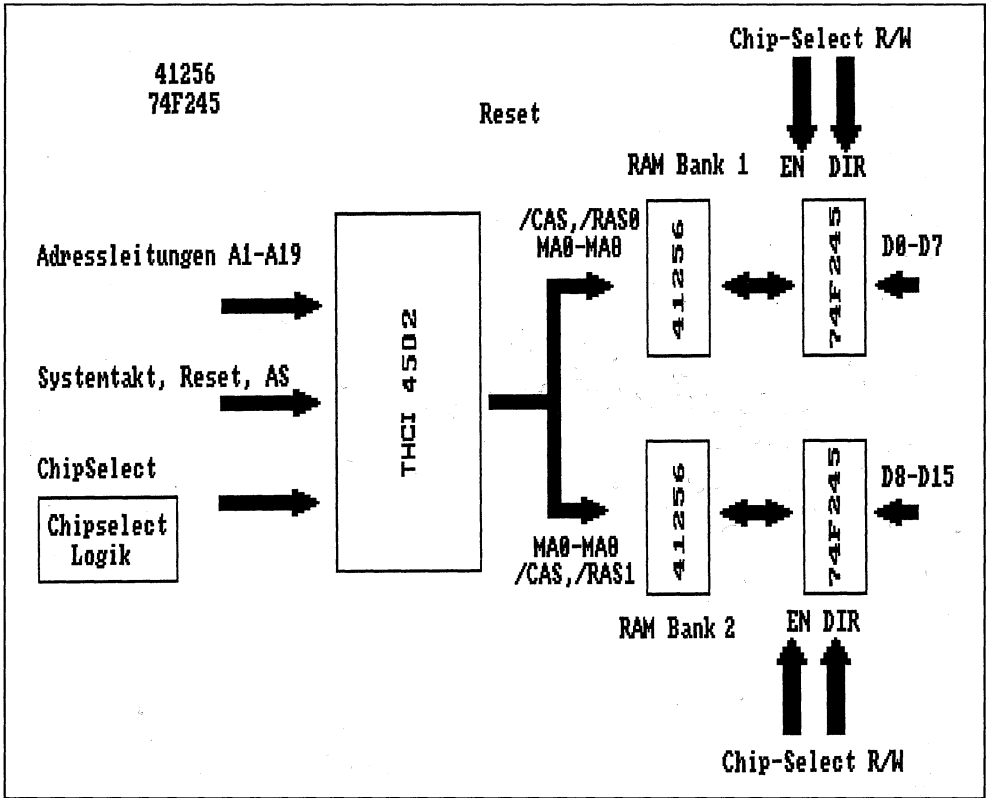 Chip-Select R/W
41256
74F245
Reset
RAM Bank 1
EN DIR
/CAS,/RAS0
MA0-MA8
41256
74F245
D0-D7
Adressleitungen A1-A19
THCI 4502
Systemtakt, Reset, AS
ChipSelect
Chipselect
Logik
41256
74F245
D8-D15
MA0-MA8
/CAS,/RAS1
RAM Bank 2
EN DIR
Chip-Select R/W